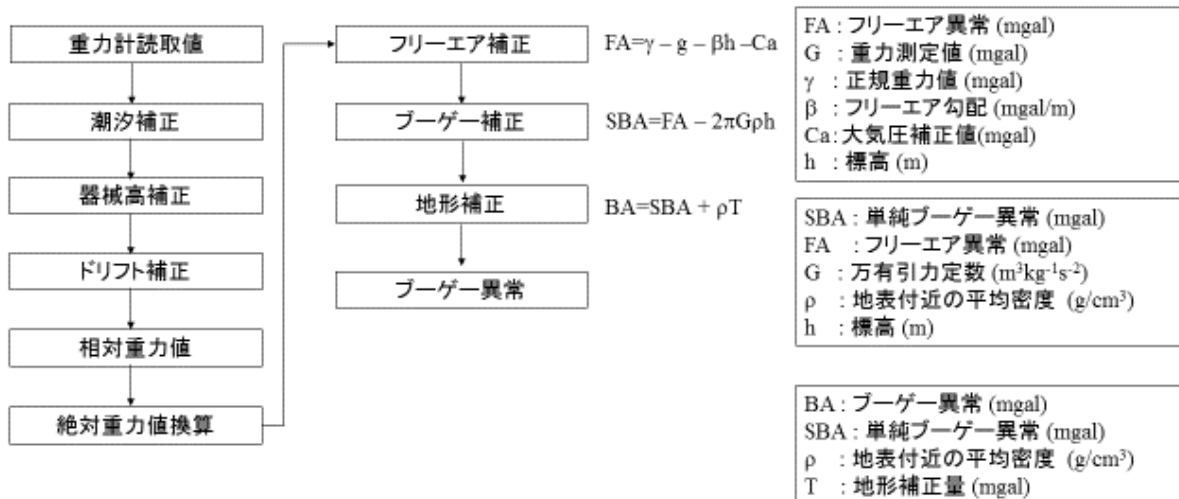 重力計読取値
潮汐補正
器械高補正
ドリフト補正
相対重力値
絶対重力値換算
フリーエア補正
FA=γ – g – βh –Ca
ブーゲー補正
SBA=FA – 2πGρh
地形補正
BA=SBA + ρT
ブーゲー異常
FA : フリーエア異常 (mgal)
G : 重力測定値 (mgal)
γ : 正規重力値 (mgal)
β : フリーエア勾配 (mgal/m)
Ca : 大気圧補正値(mgal)
h : 標高 (m)
SBA : 単純ブーゲー異常 (mgal)
FA : フリーエア異常 (mgal)
G : 万有引力定数 (m³kg⁻¹s⁻²)
ρ : 地表付近の平均密度 (g/cm³)
h : 標高 (m)
BA : ブーゲー異常 (mgal)
SBA : 単純ブーゲー異常 (mgal)
ρ : 地表付近の平均密度 (g/cm³)
T : 地形補正量 (mgal)